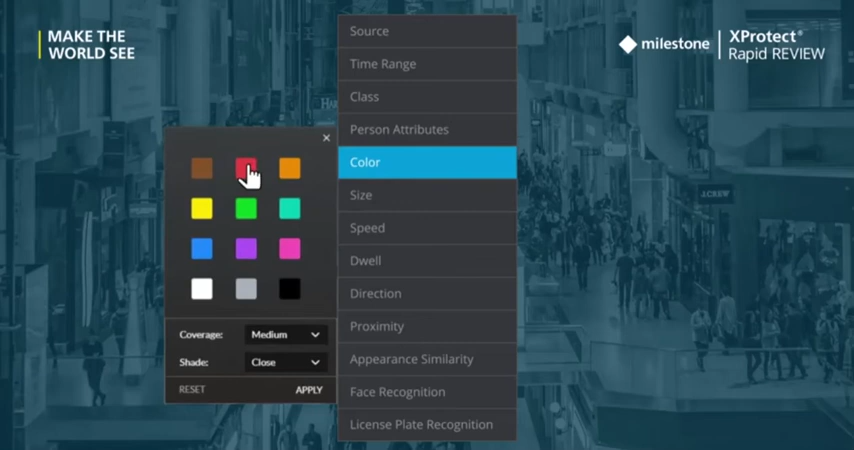 MAKE THE
WORLD SEE
milestone
XProtect®
Rapid REVIEW
Source
Time Range
Class
Person Attributes
Color
Size
Speed
Dwell
Direction
Proximity
Appearance Similarity
Face Recognition
License Plate Recognition
×
Coverage: Medium
Shade: Close
RESET APPLY
J.CREW